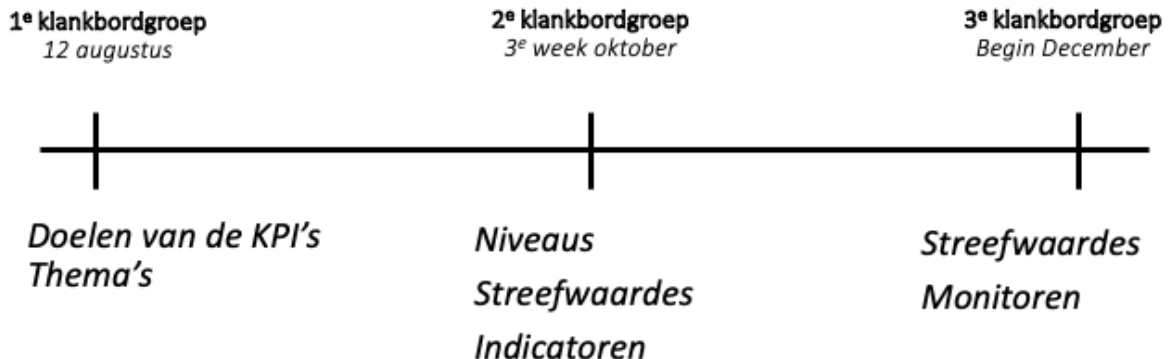 1e klankbordgroep
12 augustus
2e klankbordgroep
3e week oktober
3e klankbordgroep
Begin December
Doelen van de KPI’s
Thema’s
Niveaus
Streefwaardes
Indicatoren
Streefwaardes
Monitoren